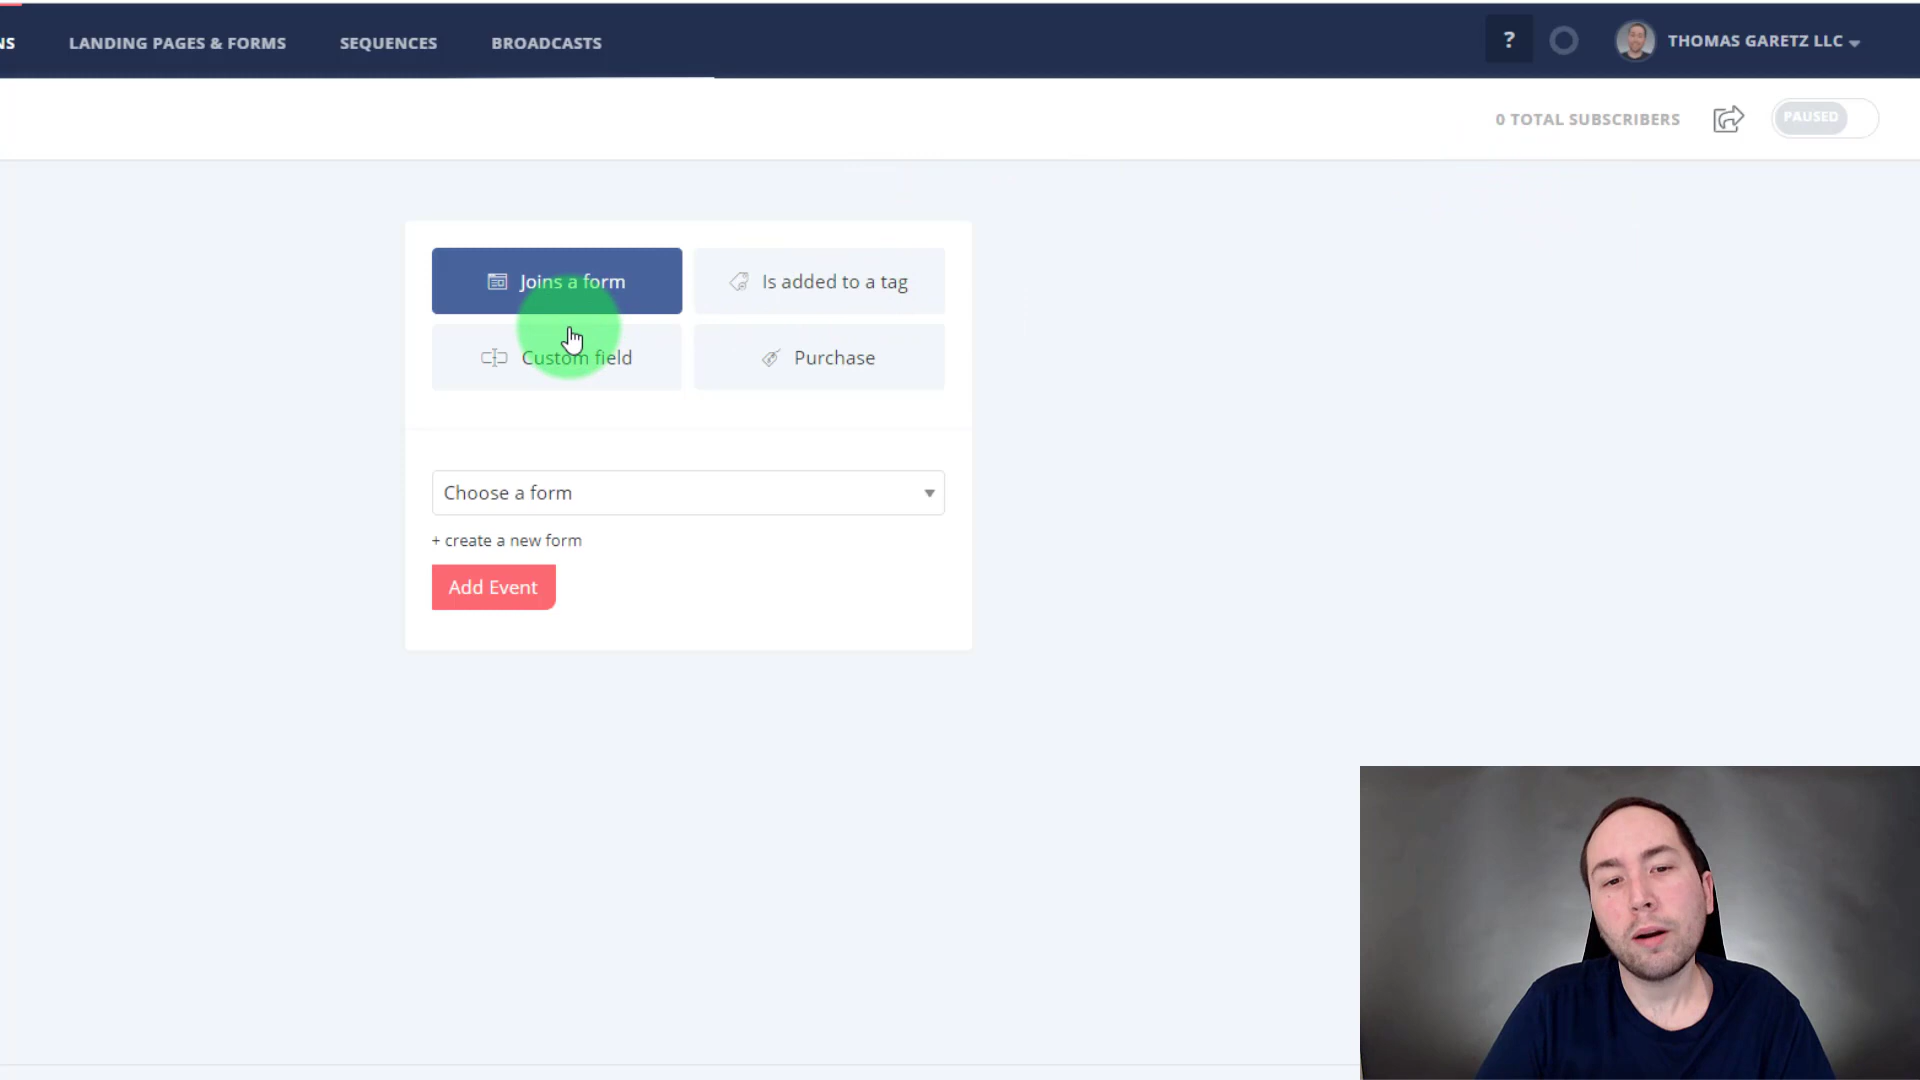 NS LANDING PAGES & FORMS SEQUENCES BROADCASTS ? THOMAS GARETZ LLC
0 TOTAL SUBSCRIBERS PAUSED
Joins a form Is added to a tag
Custom field Purchase
Choose a form
+ create a new form
Add Event